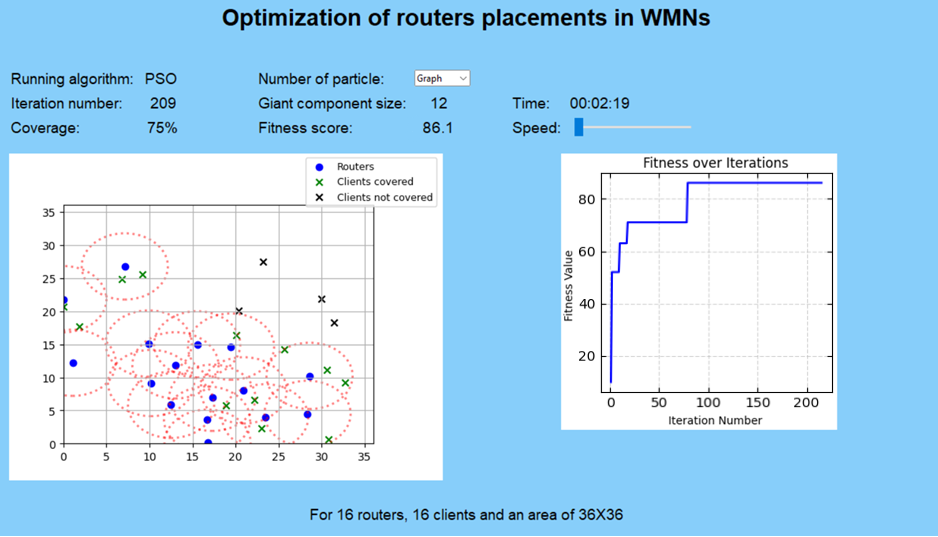 Optimization of routers placements in WMNs
Running algorithm: PSO Number of particle: Graph
Iteration number: 209 Giant component size: 12 Time: 00:02:19
Coverage: 75% Fitness score: 86.1 Speed:
Routers
Clients covered
Clients not covered
35
30
25
20
15
10
5
0
0 5 10 15 20 25 30 35
Fitness over Iterations
Fitness Value
80
60
40
20
0 50 100 150 200
Iteration Number
For 16 routers, 16 clients and an area of 36X36